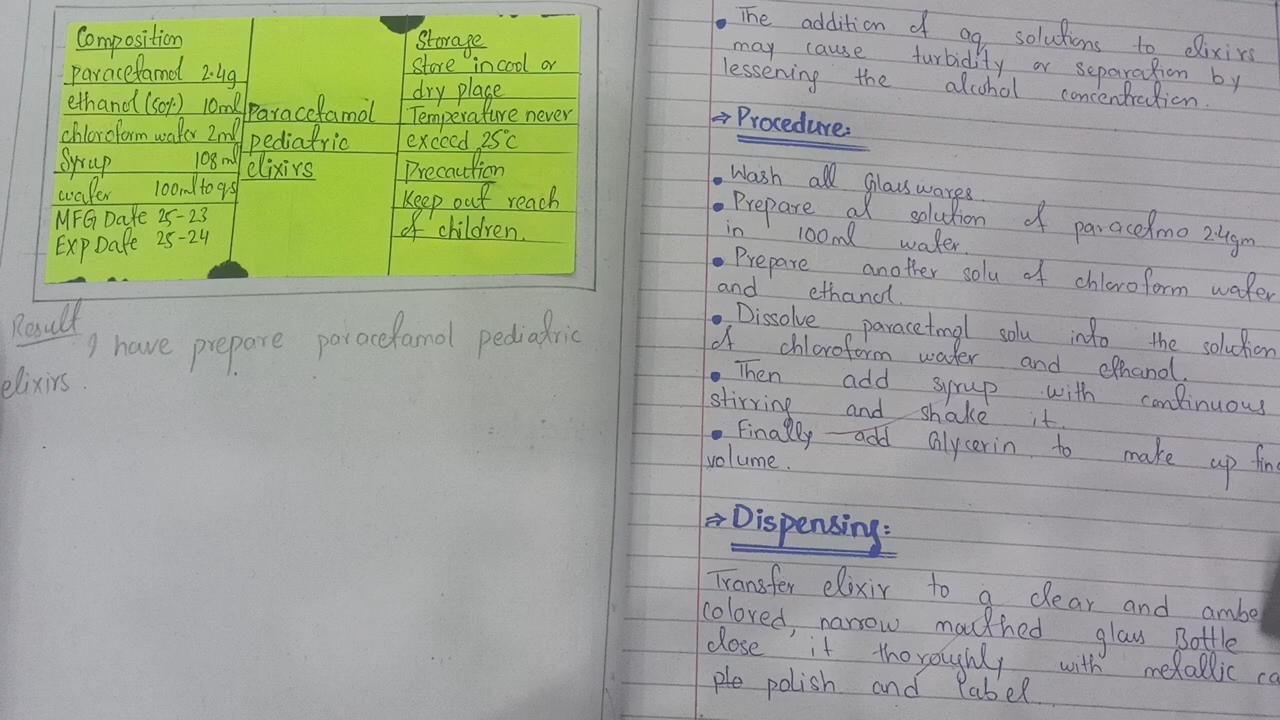 Composition
paracetamol 2.4g
ethanol (50%) 10ml
chloroform water 2ml
Syrup 108ml
water 100ml to qs
MFG Date 25-23
EXP Date 25-24
Paracetamol
pediatric
elixirs
Storage
Store in cool or
dry place
Temperature never
exceed 25°C
Precaution
Keep out reach
of children.
Result
I have prepare paracetamol pediatric
elixirs.
• The addition of aq solutions to elixirs
may cause turbidity or separation by
lessening the alcohol concentration.
⇒ Procedure:
• Wash all Glasswares.
• Prepare al solution of paracetmo 2.4gm
in 100ml water.
• Prepare another solu of chloroform water
and ethanol.
• Dissolve paracetmol solu into the solution
of chloroform water and ethanol.
• Then add syrup with continuous
stirring and shake it.
• Finally add Glycerin to make up fin
volume.
⇒ Dispensing:
Transfer elixir to a clear and ambe
colored, narrow mouthed glass Bottle
close it thoroughly with metallic ca
polish and label.